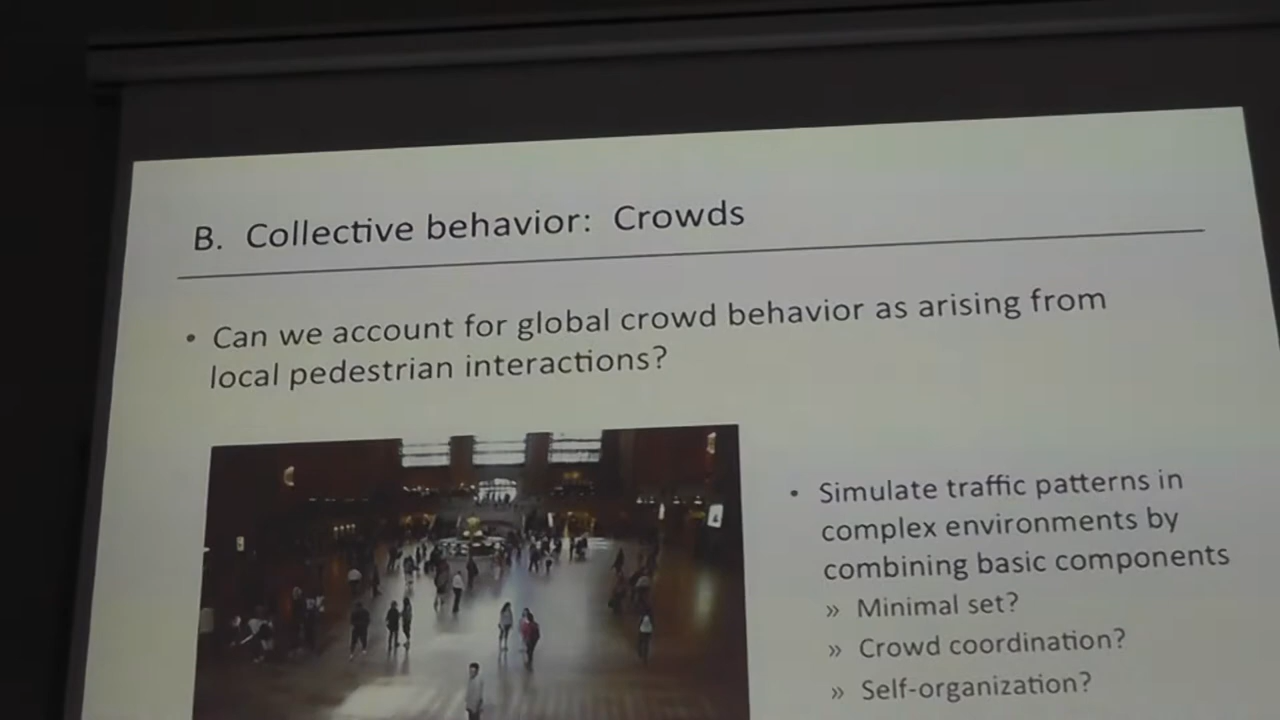 B. Collective behavior: Crowds
• Can we account for global crowd behavior as arising from
local pedestrian interactions?
• Simulate traffic patterns in
complex environments by
combining basic components
» Minimal set?
» Crowd coordination?
» Self-organization?